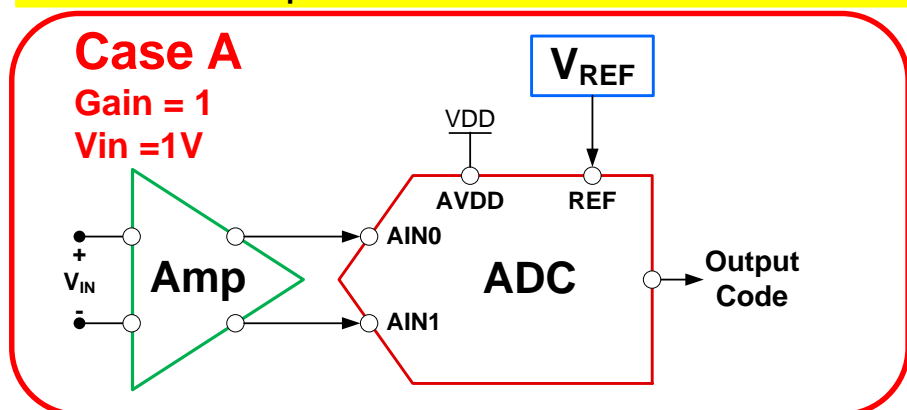 Case A
Gain = 1
Vin =1V
VREF
VDD
AVDD
REF
AIN0
+
VIN
-
Amp
ADC
AIN1
Output
Code